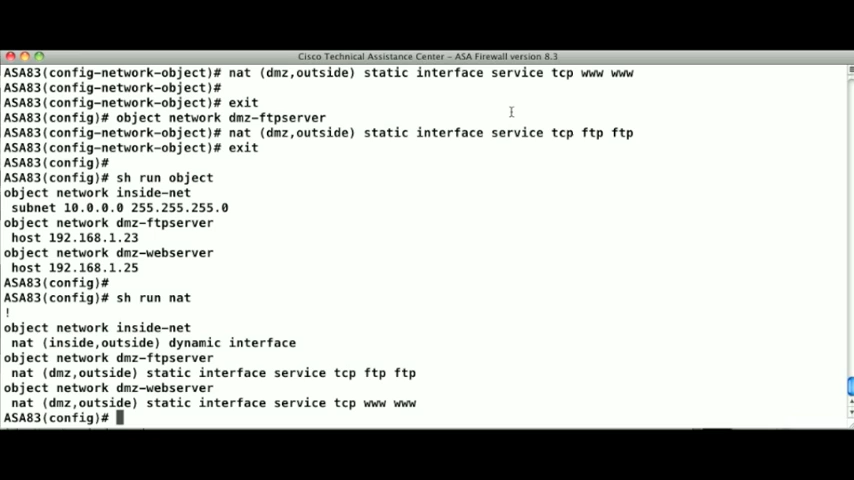 Cisco Technical Assistance Center - ASA Firewall version 8.3
ASA83(config-network-object)# nat (dmz,outside) static interface service tcp www www
ASA83(config-network-object)#
ASA83(config-network-object)# exit
ASA83(config)# object network dmz-ftpserver
ASA83(config-network-object)# nat (dmz,outside) static interface service tcp ftp ftp
ASA83(config-network-object)# exit
ASA83(config)#
ASA83(config)# sh run object
object network inside-net
subnet 10.0.0.0 255.255.255.0
object network dmz-ftpserver
host 192.168.1.23
object network dmz-webserver
host 192.168.1.25
ASA83(config)#
ASA83(config)# sh run nat
!
object network inside-net
nat (inside,outside) dynamic interface
object network dmz-ftpserver
nat (dmz,outside) static interface service tcp ftp ftp
object network dmz-webserver
nat (dmz,outside) static interface service tcp www www
ASA83(config)#